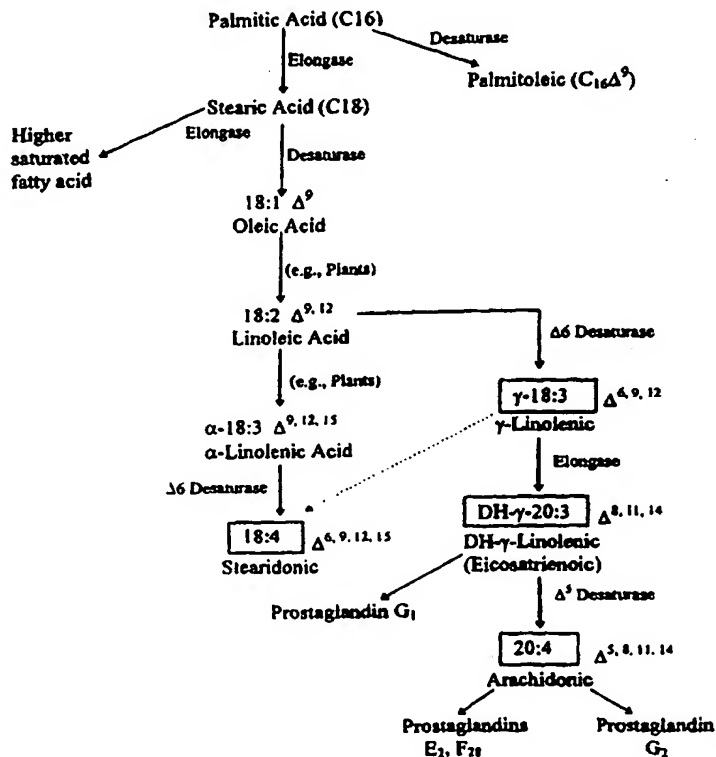 Palmitic Acid (C16)
Desaturase
Elongase
Palmitoleic (C16Δ9)
Stearic Acid (C18)
Elongase
Higher
saturated
fatty acid
Desaturase
18:1 Δ9
Oleic Acid
(e.g., Plants)
18:2 Δ9, 12
Linoleic Acid
Δ6 Desaturase
(e.g., Plants)
γ-18:3 Δ6, 9, 12
γ-Linolenic
α-18:3 Δ9, 12, 15
α-Linolenic Acid
Elongase
Δ6 Desaturase
DH-γ-20:3 Δ8, 11, 14
DH-γ-Linolenic
(Eicosatrienoic)
18:4 Δ6, 9, 12, 15
Stearidonic
Δ5 Desaturase
Prostaglandin G1
20:4 Δ5, 8, 11, 14
Arachidonic
Prostaglandins
E2,
Prostaglandin
G2